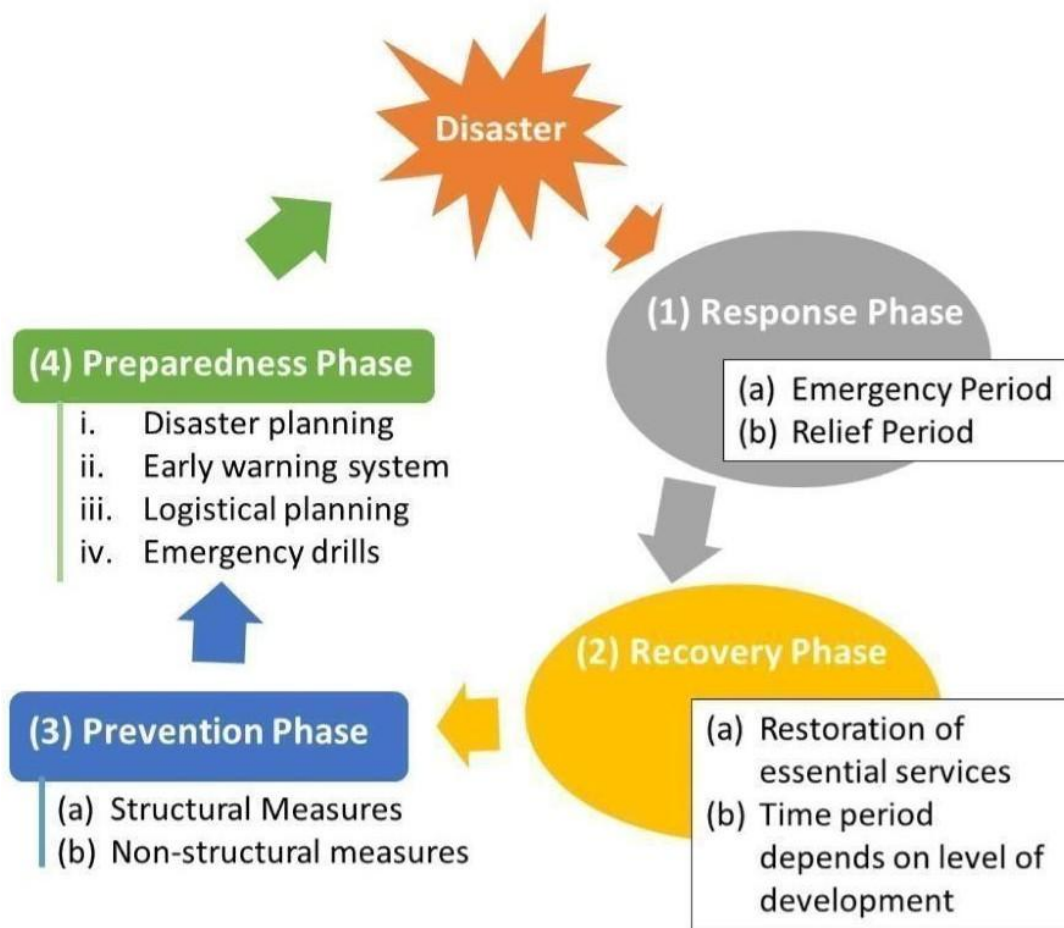 Disaster
(1) Response Phase
(a) Emergency Period
(b) Relief Period
(2) Recovery Phase
(a) Restoration of
essential services
(b) Time period
depends on level of
development
(3) Prevention Phase
(a) Structural Measures
(b) Non-structural measures
(4) Preparedness Phase
i. Disaster planning
ii. Early warning system
iii. Logistical planning
iv. Emergency drills